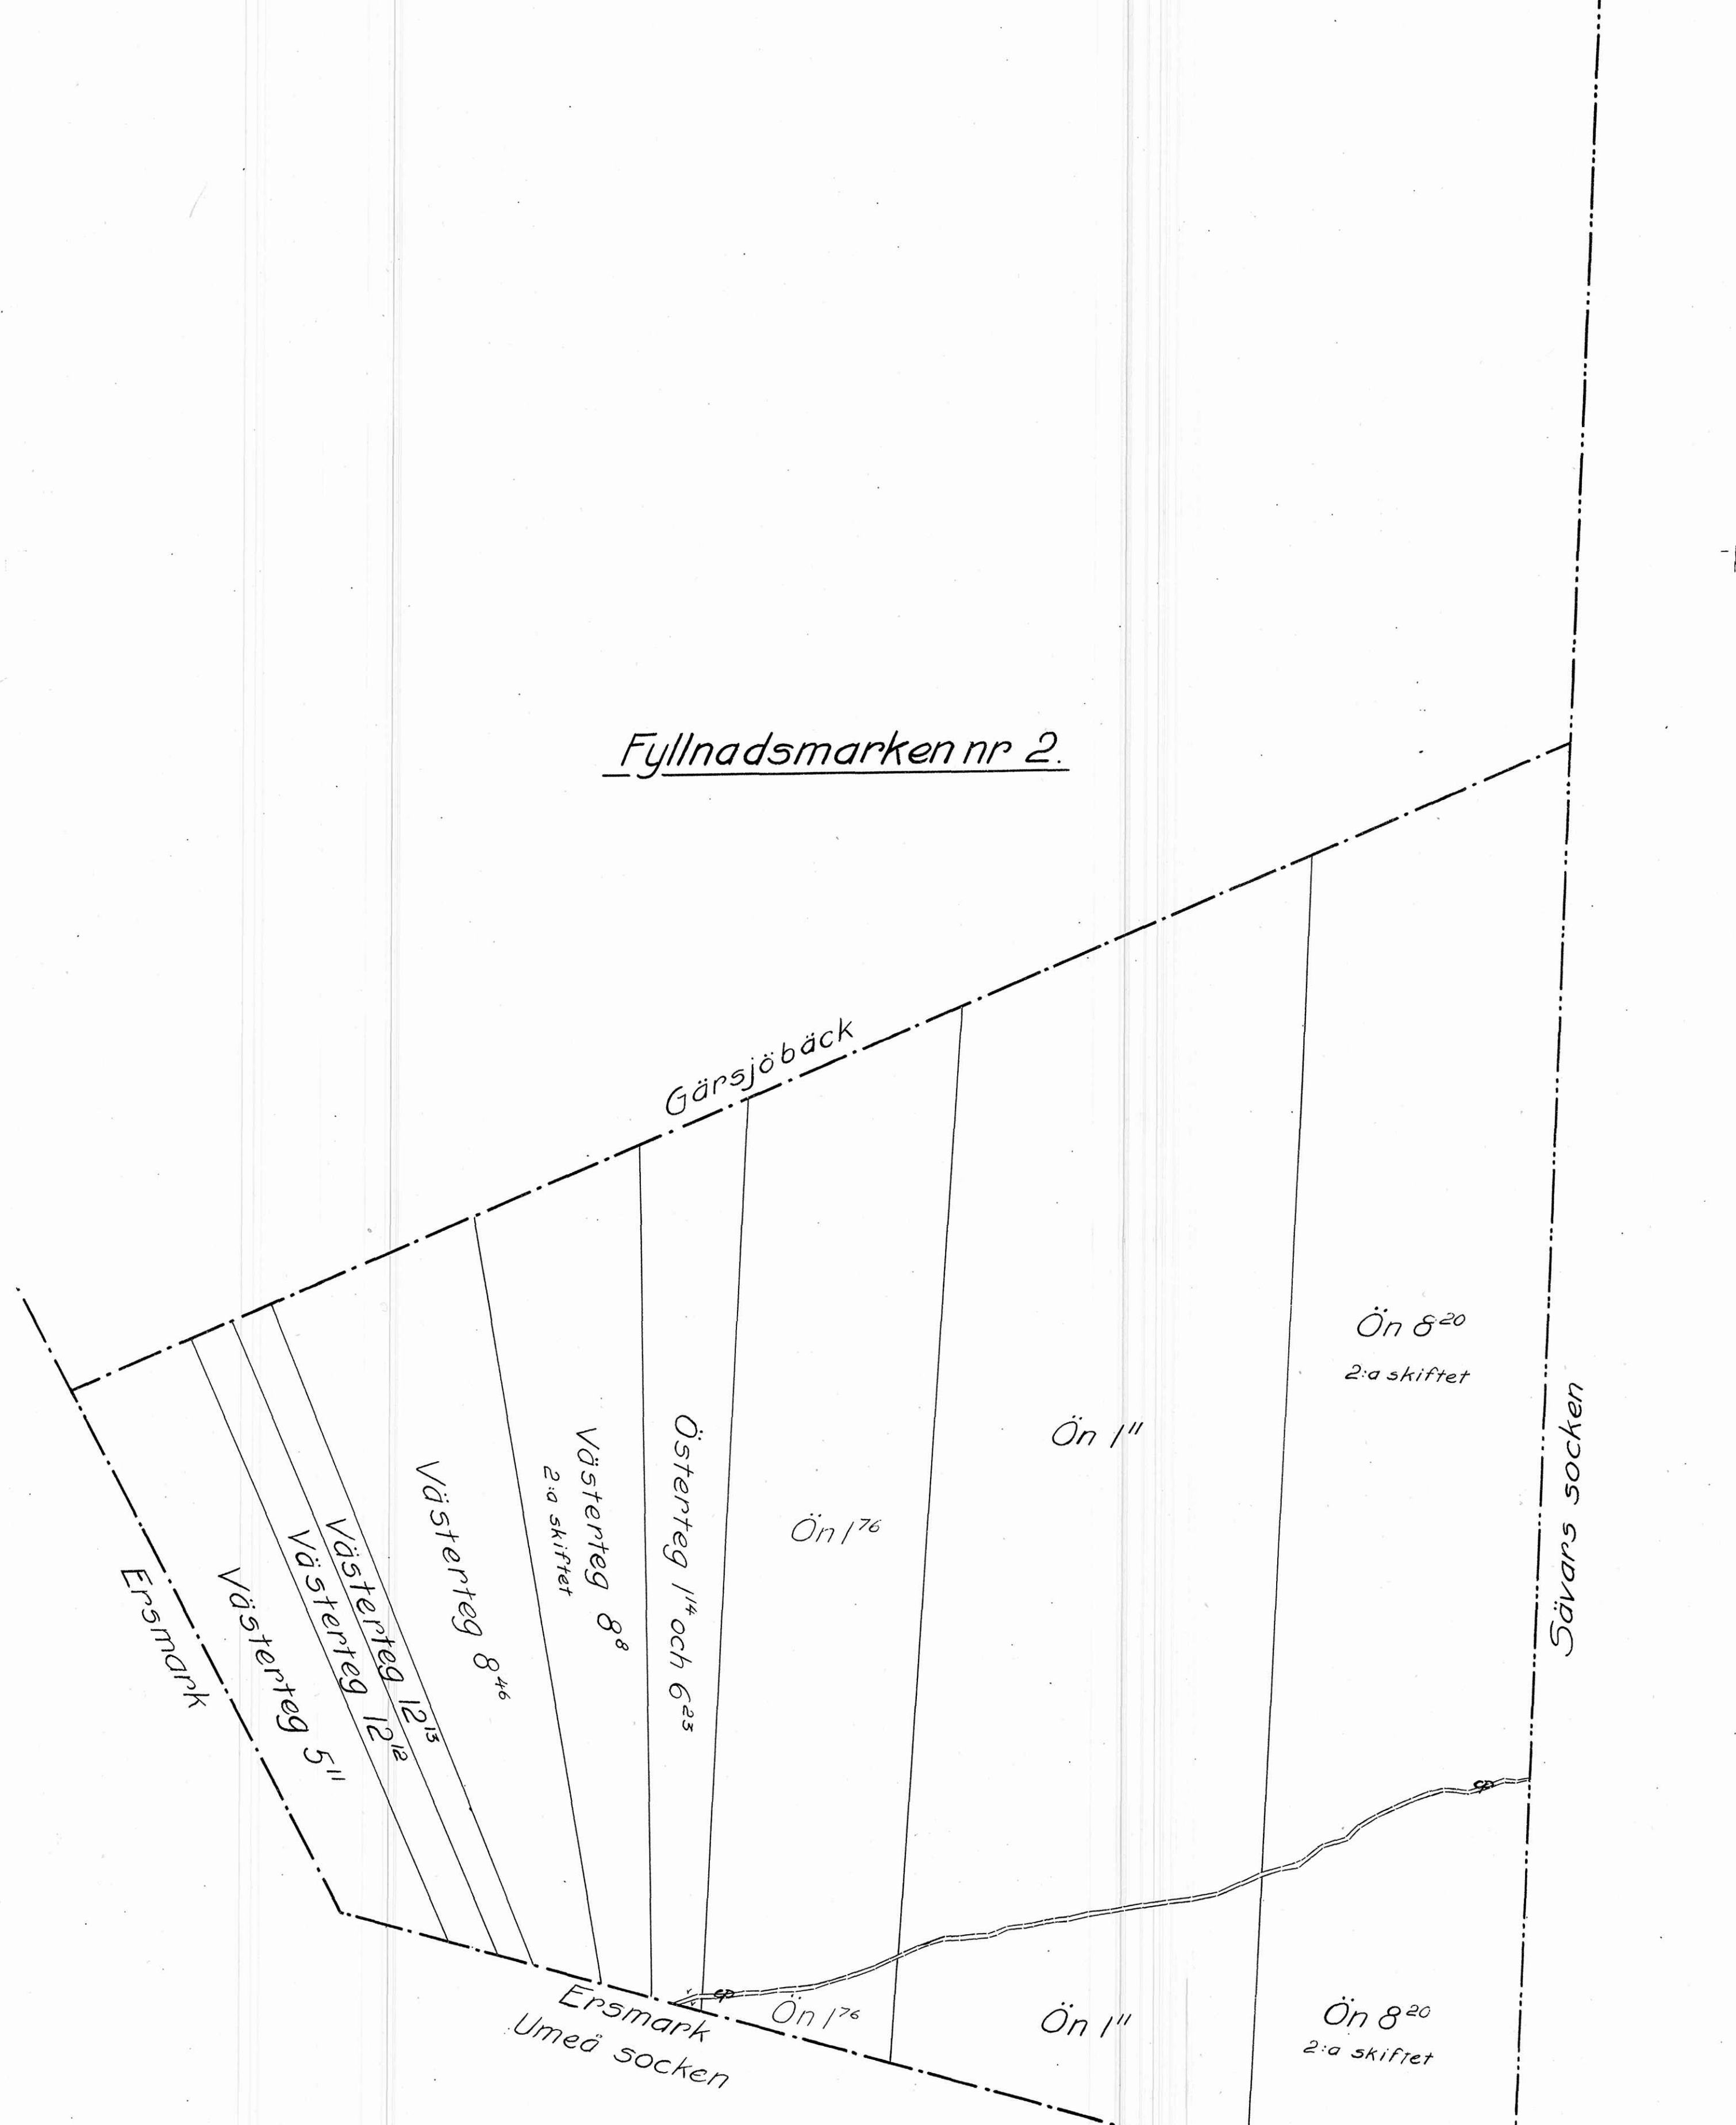 Fyllnadsmarken nr 2.
Gärsjöbäck
Ön 8²⁰
2:a skiftet
Sävars socken
Ön 1¹¹
Ön 1⁷⁶
Österteg 1¹⁴ och 6²³
Västerteg 8⁸
2:a skiftet
Västerteg 8⁴⁶
Västerteg 12¹³
Västerteg 12¹²
Västerteg 5¹¹
Ersmark
Ersmark
Umeå socken
Ön 1⁷⁶
Ön 1¹¹
Ön 8²⁰
2:a skiftet